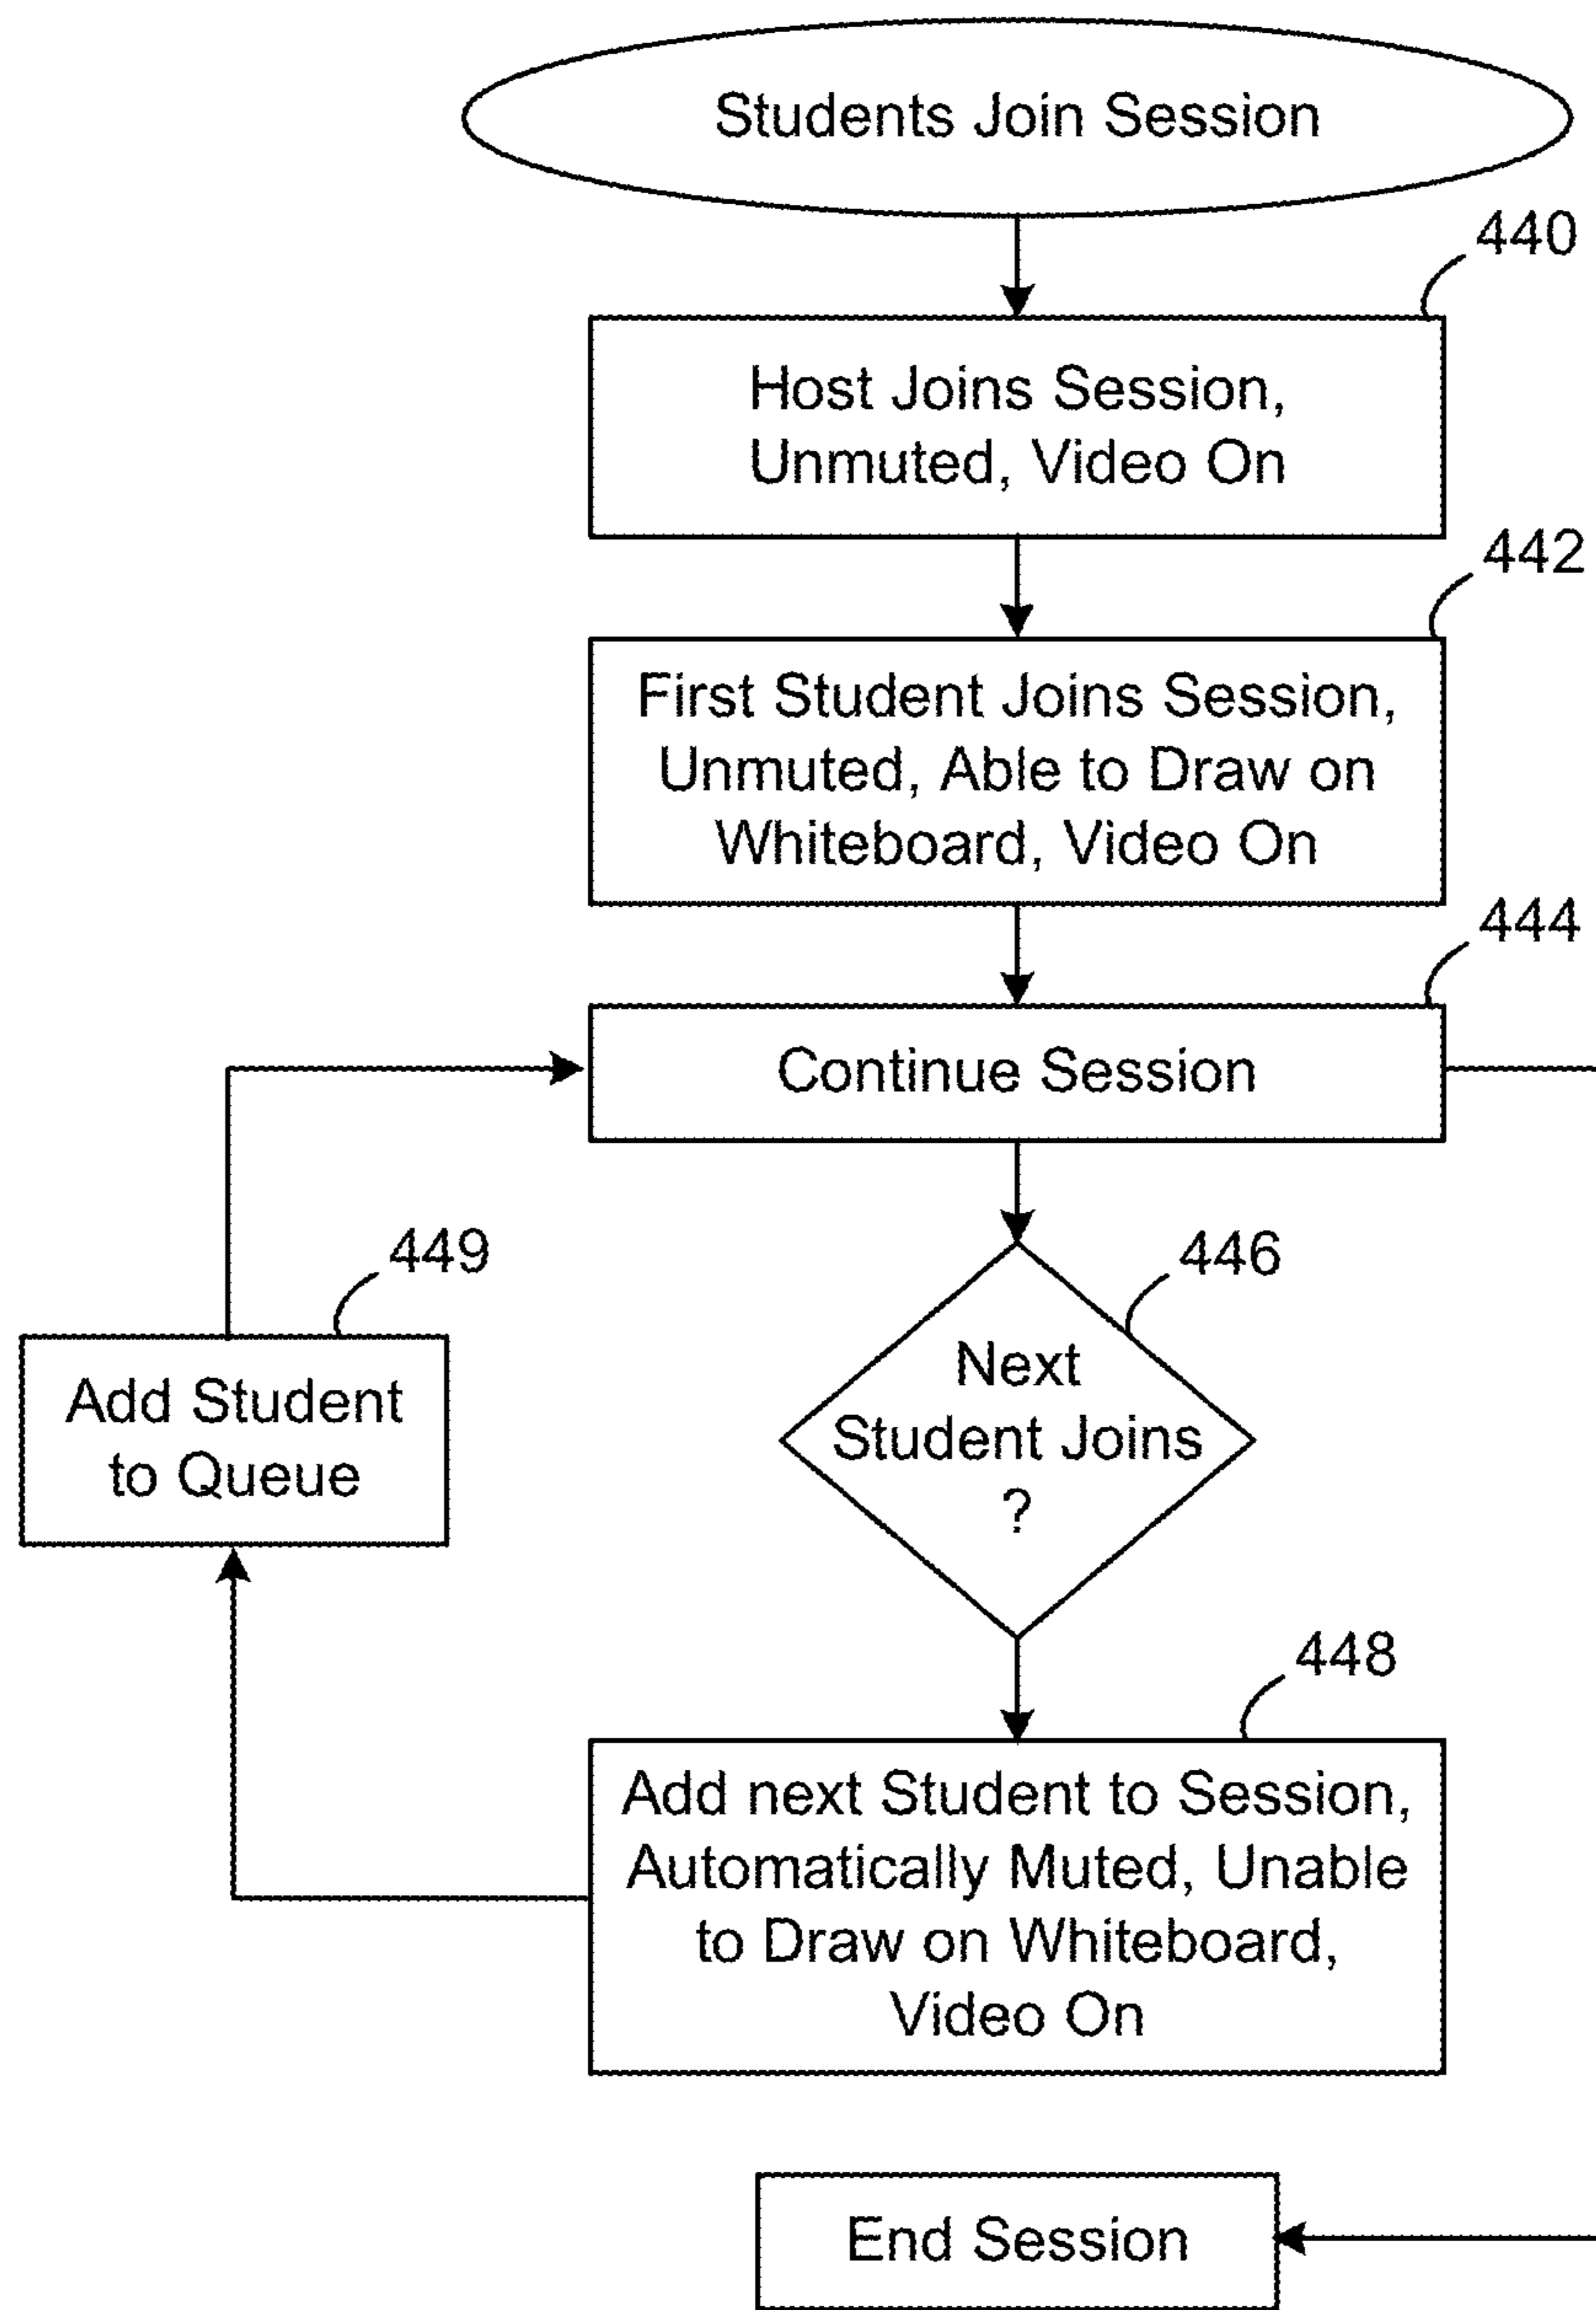 Students Join Session
440
Host Joins Session,
Unmuted, Video On
442
First Student Joins Session,
Unmuted, Able to Draw on
Whiteboard, Video On
444
Continue Session
449
446
Add Student
to Queue
Next
Student Joins
?
448
Add next Student to Session,
Automatically Muted, Unable
to Draw on Whiteboard,
Video On
End Session